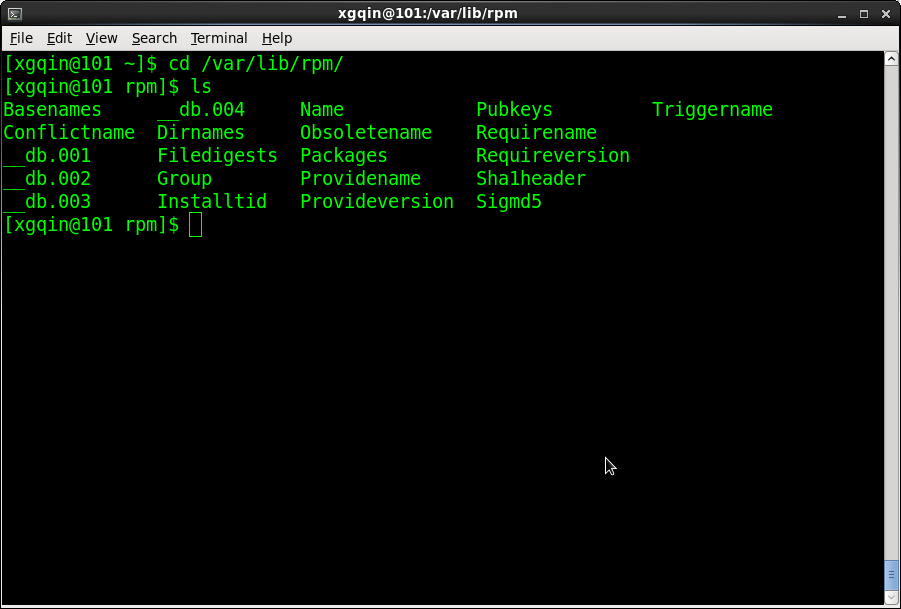 xgqin@101:/var/lib/rpm
File Edit View Search Terminal Help
[xgqin@101 ~]$ cd /var/lib/rpm/
[xgqin@101 rpm]$ ls
Basenames __db.004 Name Pubkeys Triggername
Conflictname Dirnames Obsoletename Requirename
__db.001 Filedigests Packages Requireversion
__db.002 Group Providename Sha1header
__db.003 Installtid Provideversion Sigmd5
[xgqin@101 rpm]$